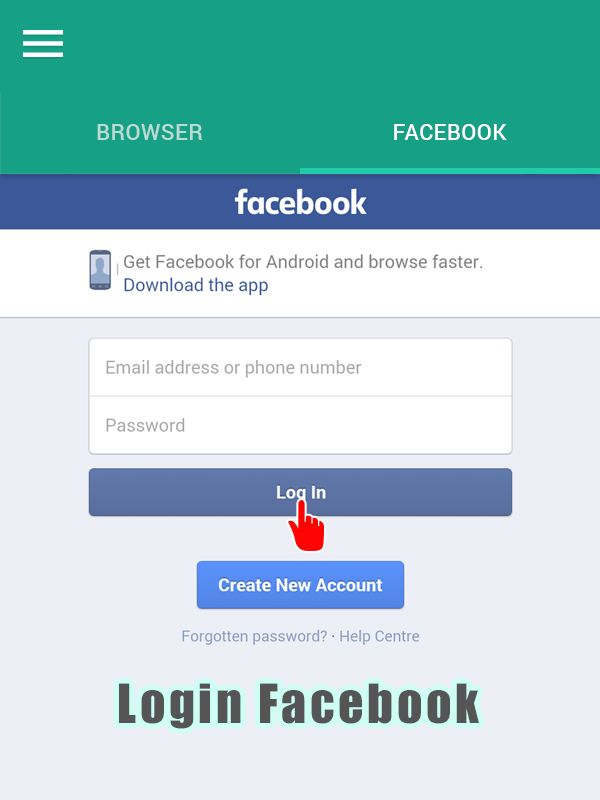 BROWSER
FACEBOOK
facebook
Get Facebook for Android and browse faster.
Download the app
Email address or phone number
Password
Log In
Create New Account
Forgotten password? · Help Centre
Login Facebook